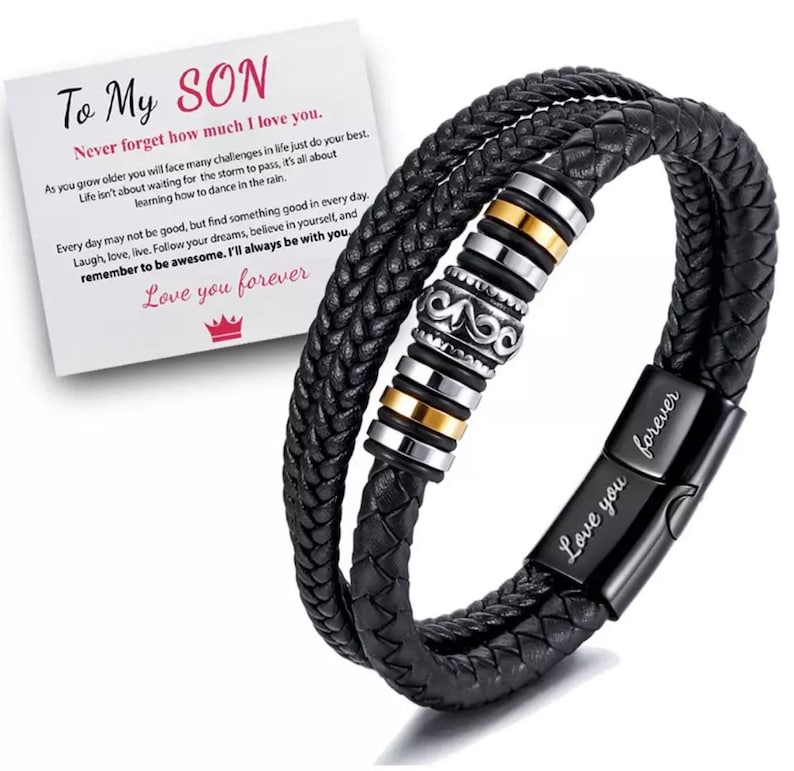 To My SON
Never forget how much I love you.
As you grow older you will face many challenges in life just do your best.
Life isn't about waiting for the storm to pass, it's all about
learning how to dance in the rain.
Every day may not be good, but find something good in every day.
Laugh, love, live. Follow your dreams, believe in yourself, and
remember to be awesome. I'll always be with you.
Love you forever
Love you forever